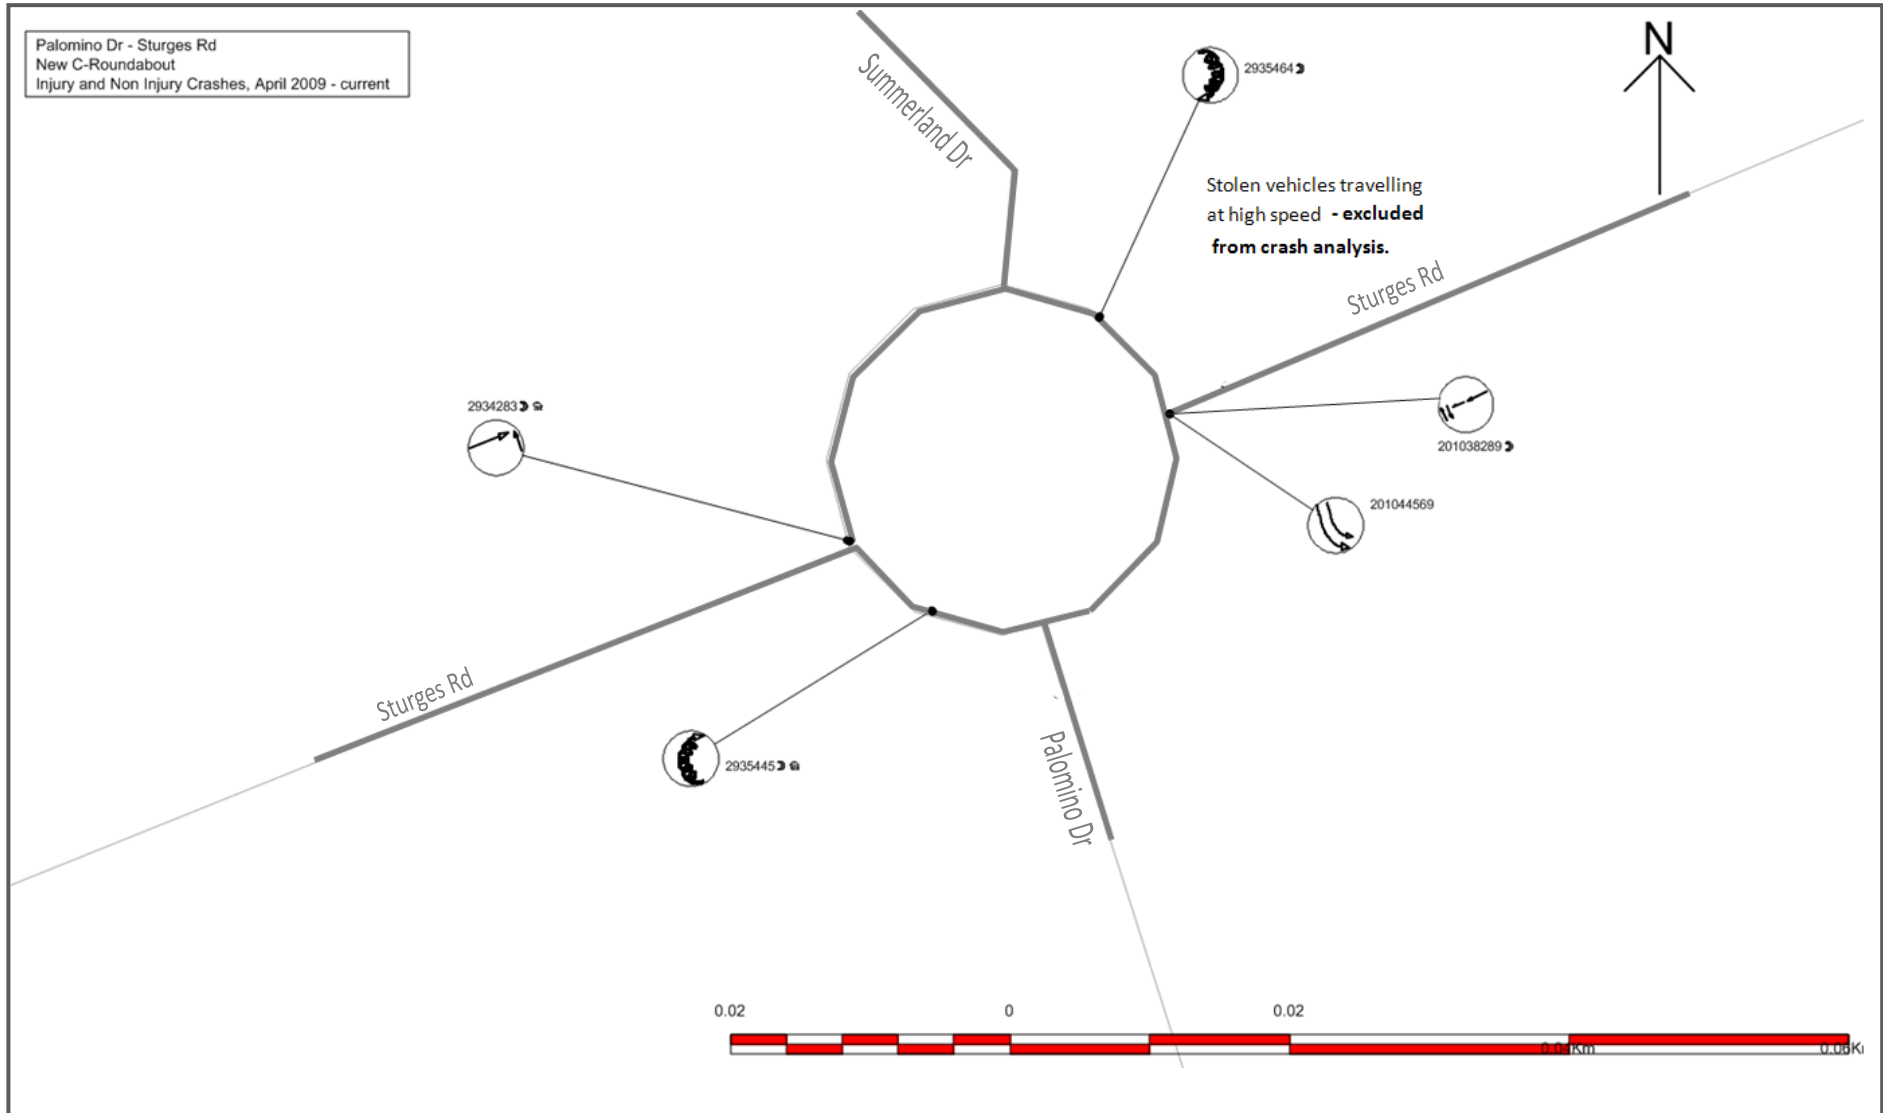 Palomino Dr - Sturges Rd
New C-Roundabout
Injury and Non Injury Crashes, April 2009 - current
Summerland Dr
2935464
N
Stolen vehicles travelling
at high speed - excluded
from crash analysis.
Sturges Rd
2934283
201038289
201044569
Sturges Rd
2935445
Palomino Dr
0.02 0 0.02
0.04Km